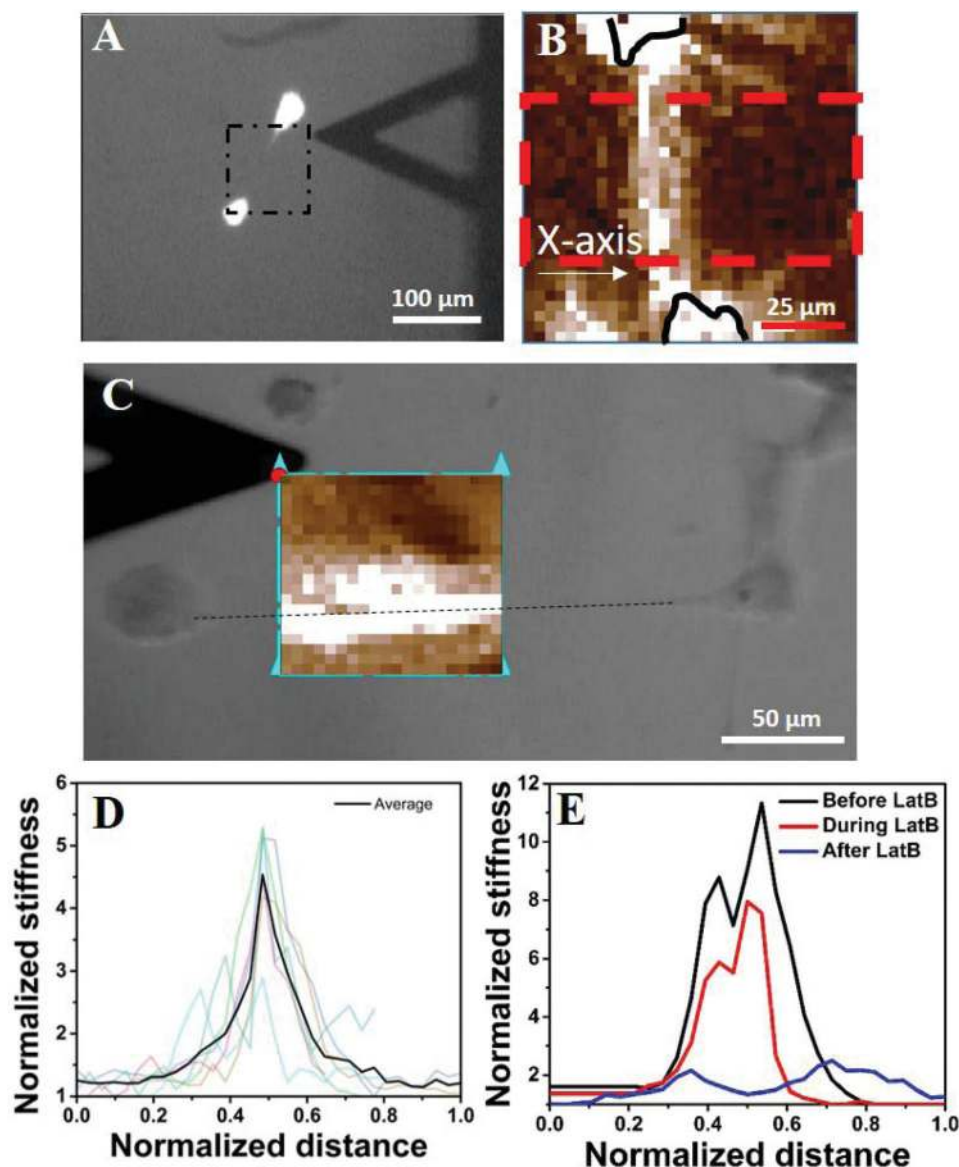 A
100 µm
B
X-axis
25 µm
C
50 µm
D
Average
Normalized stiffness
6
5
4
3
2
1
0.0 0.2 0.4 0.6 0.8 1.0
Normalized distance
E
Before LatB
During LatB
After LatB
Normalized stiffness
12
10
8
6
4
2
0.0 0.2 0.4 0.6 0.8 1.0
Normalized distance